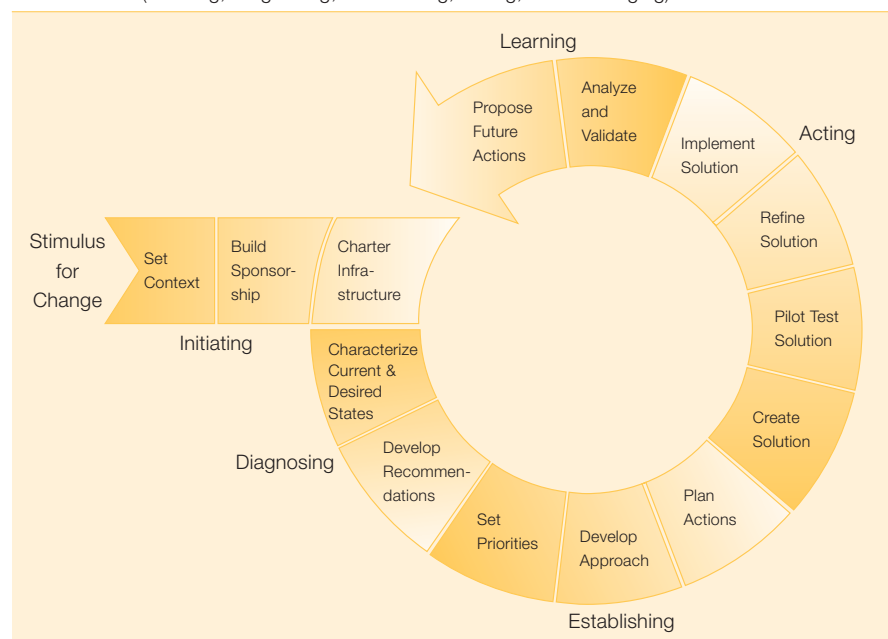 Learning
Propose
Future
Actions
Analyze
and
Validate
Implement
Solution
Acting
Refine
Solution
Pilot Test
Solution
Create
Solution
Stimulus
for
Change
Set
Context
Build
Sponsor-
ship
Charter
Infra-
structure
Initiating
Characterize
Current &
Desired
States
Diagnosing
Develop
Recommen-
dations
Set
Priorities
Develop
Approach
Plan
Actions
Establishing